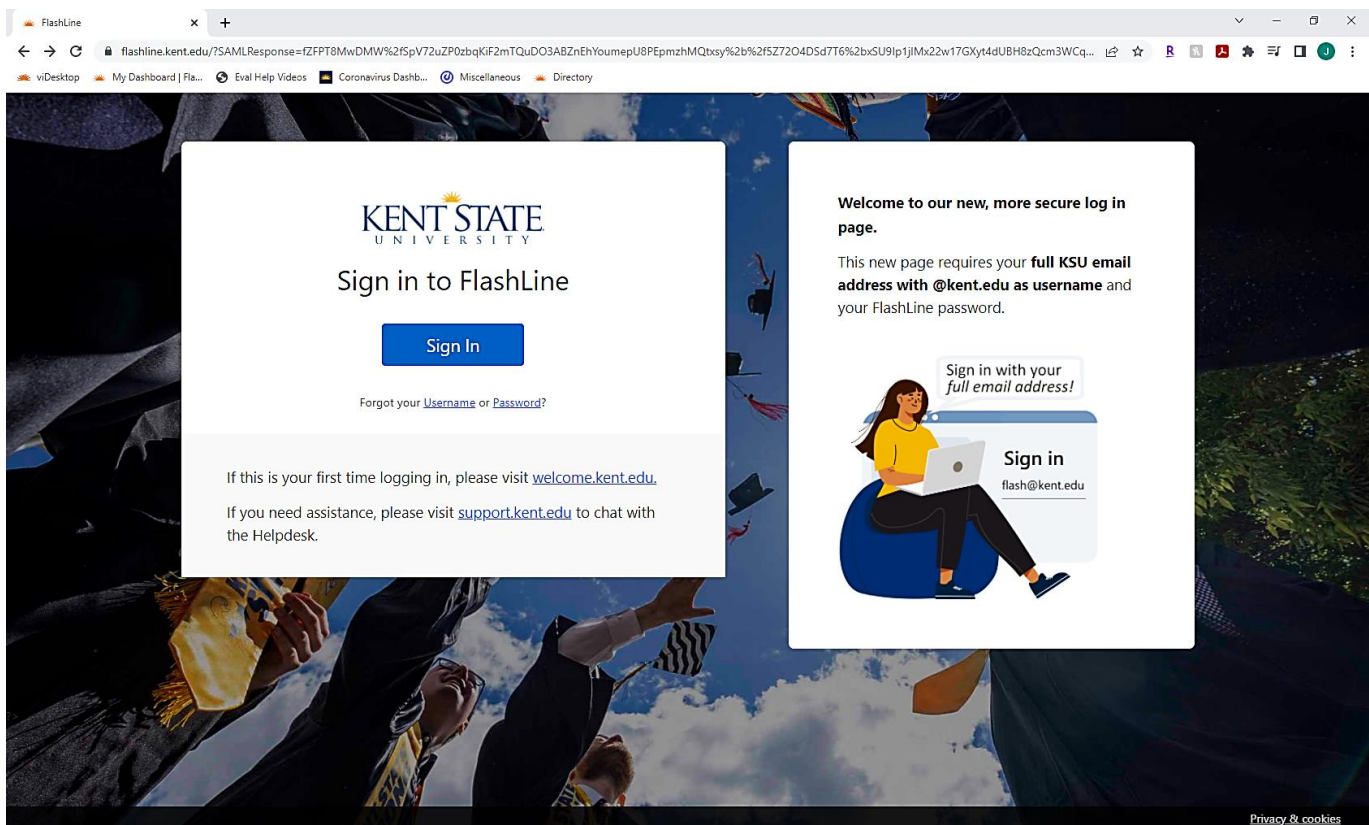 FlashLine
flashline.kent.edu/?SAMLResponse=fZFPT8MwDMW%2fSpV72uZP0zbqKiF2mTQuDO3ABZnEhYoumepU8PEpmzhMQtxsy%2b%2f5Z72O4DSd7T6%2bxSU9Ip1jIMx22w17GXyt4dUBH8zQcm3WCq...
viDesktop My Dashboard | Fla... Eval Help Videos Coronavirus Dashb... Miscellaneous Directory
KENT STATE
UNIVERSITY
Sign in to FlashLine
Sign In
Forgot your Username or Password?
If this is your first time logging in, please visit welcome.kent.edu.
If you need assistance, please visit support.kent.edu to chat with
the Helpdesk.
Welcome to our new, more secure log in
page.
This new page requires your full KSU email
address with @kent.edu as username and
your FlashLine password.
Sign in with your
full email address!
Sign in
flash@kent.edu
Privacy & cookies